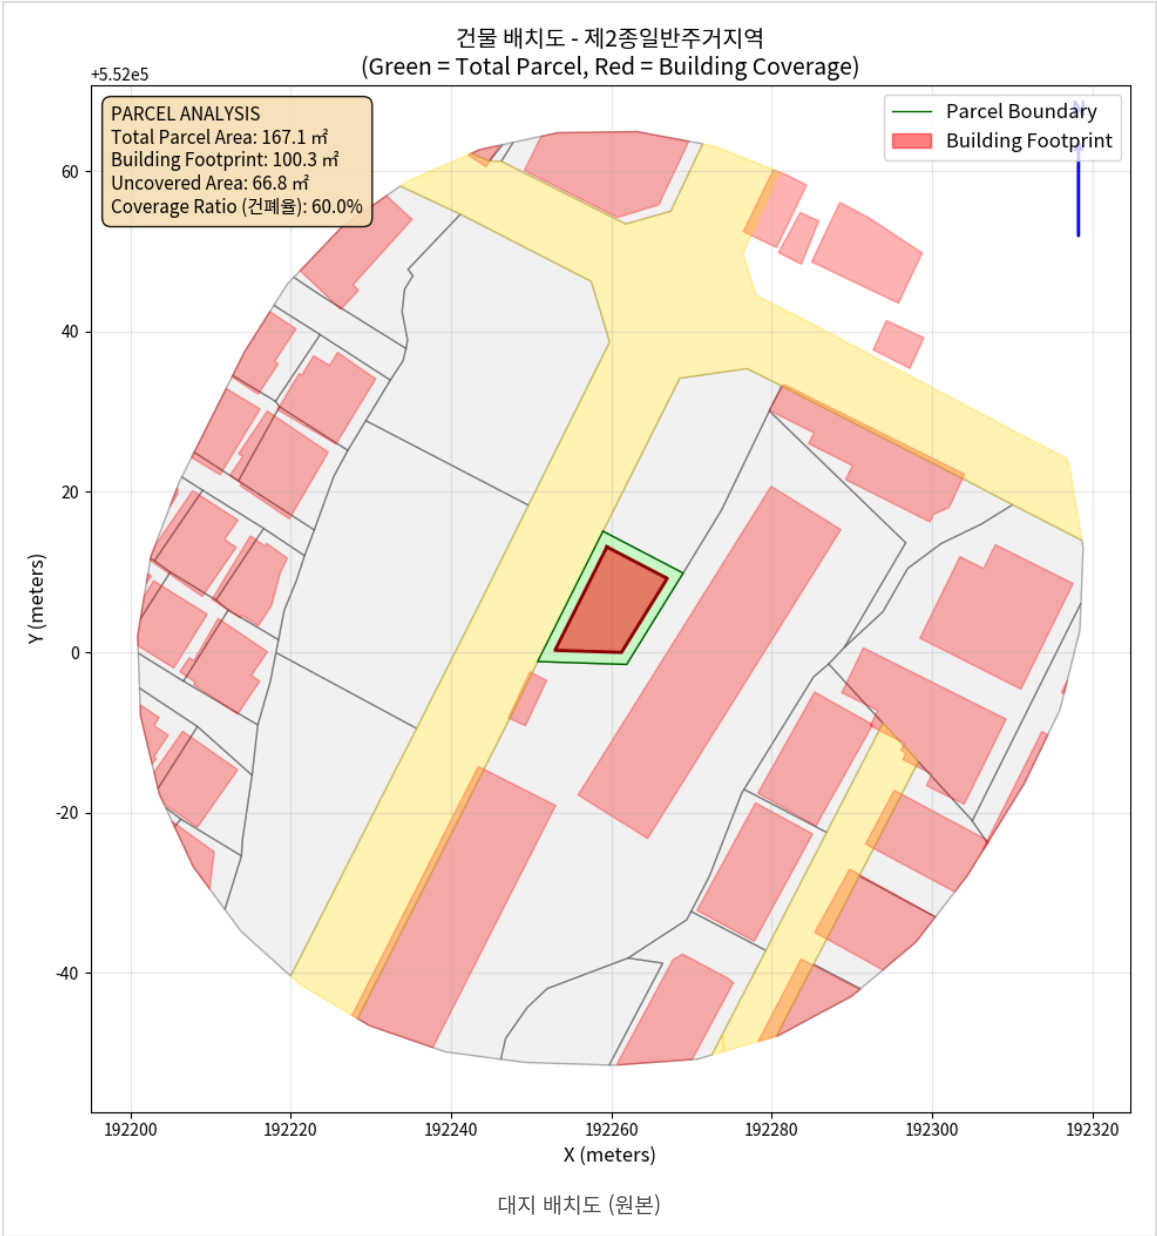 건물 배치도 - 제2종일반주거지역
(Green = Total Parcel, Red = Building Coverage)
+5.52e5
PARCEL ANALYSIS
Total Parcel Area: 167.1 ㎡
Building Footprint: 100.3 ㎡
Uncovered Area: 66.8 ㎡
Coverage Ratio (건폐율): 60.0%
Parcel Boundary
Building Footprint
N
60
40
20
0
-20
-40
Y (meters)
192200
192220
192240
192260
192280
192300
192320
X (meters)
대지 배치도 (원본)